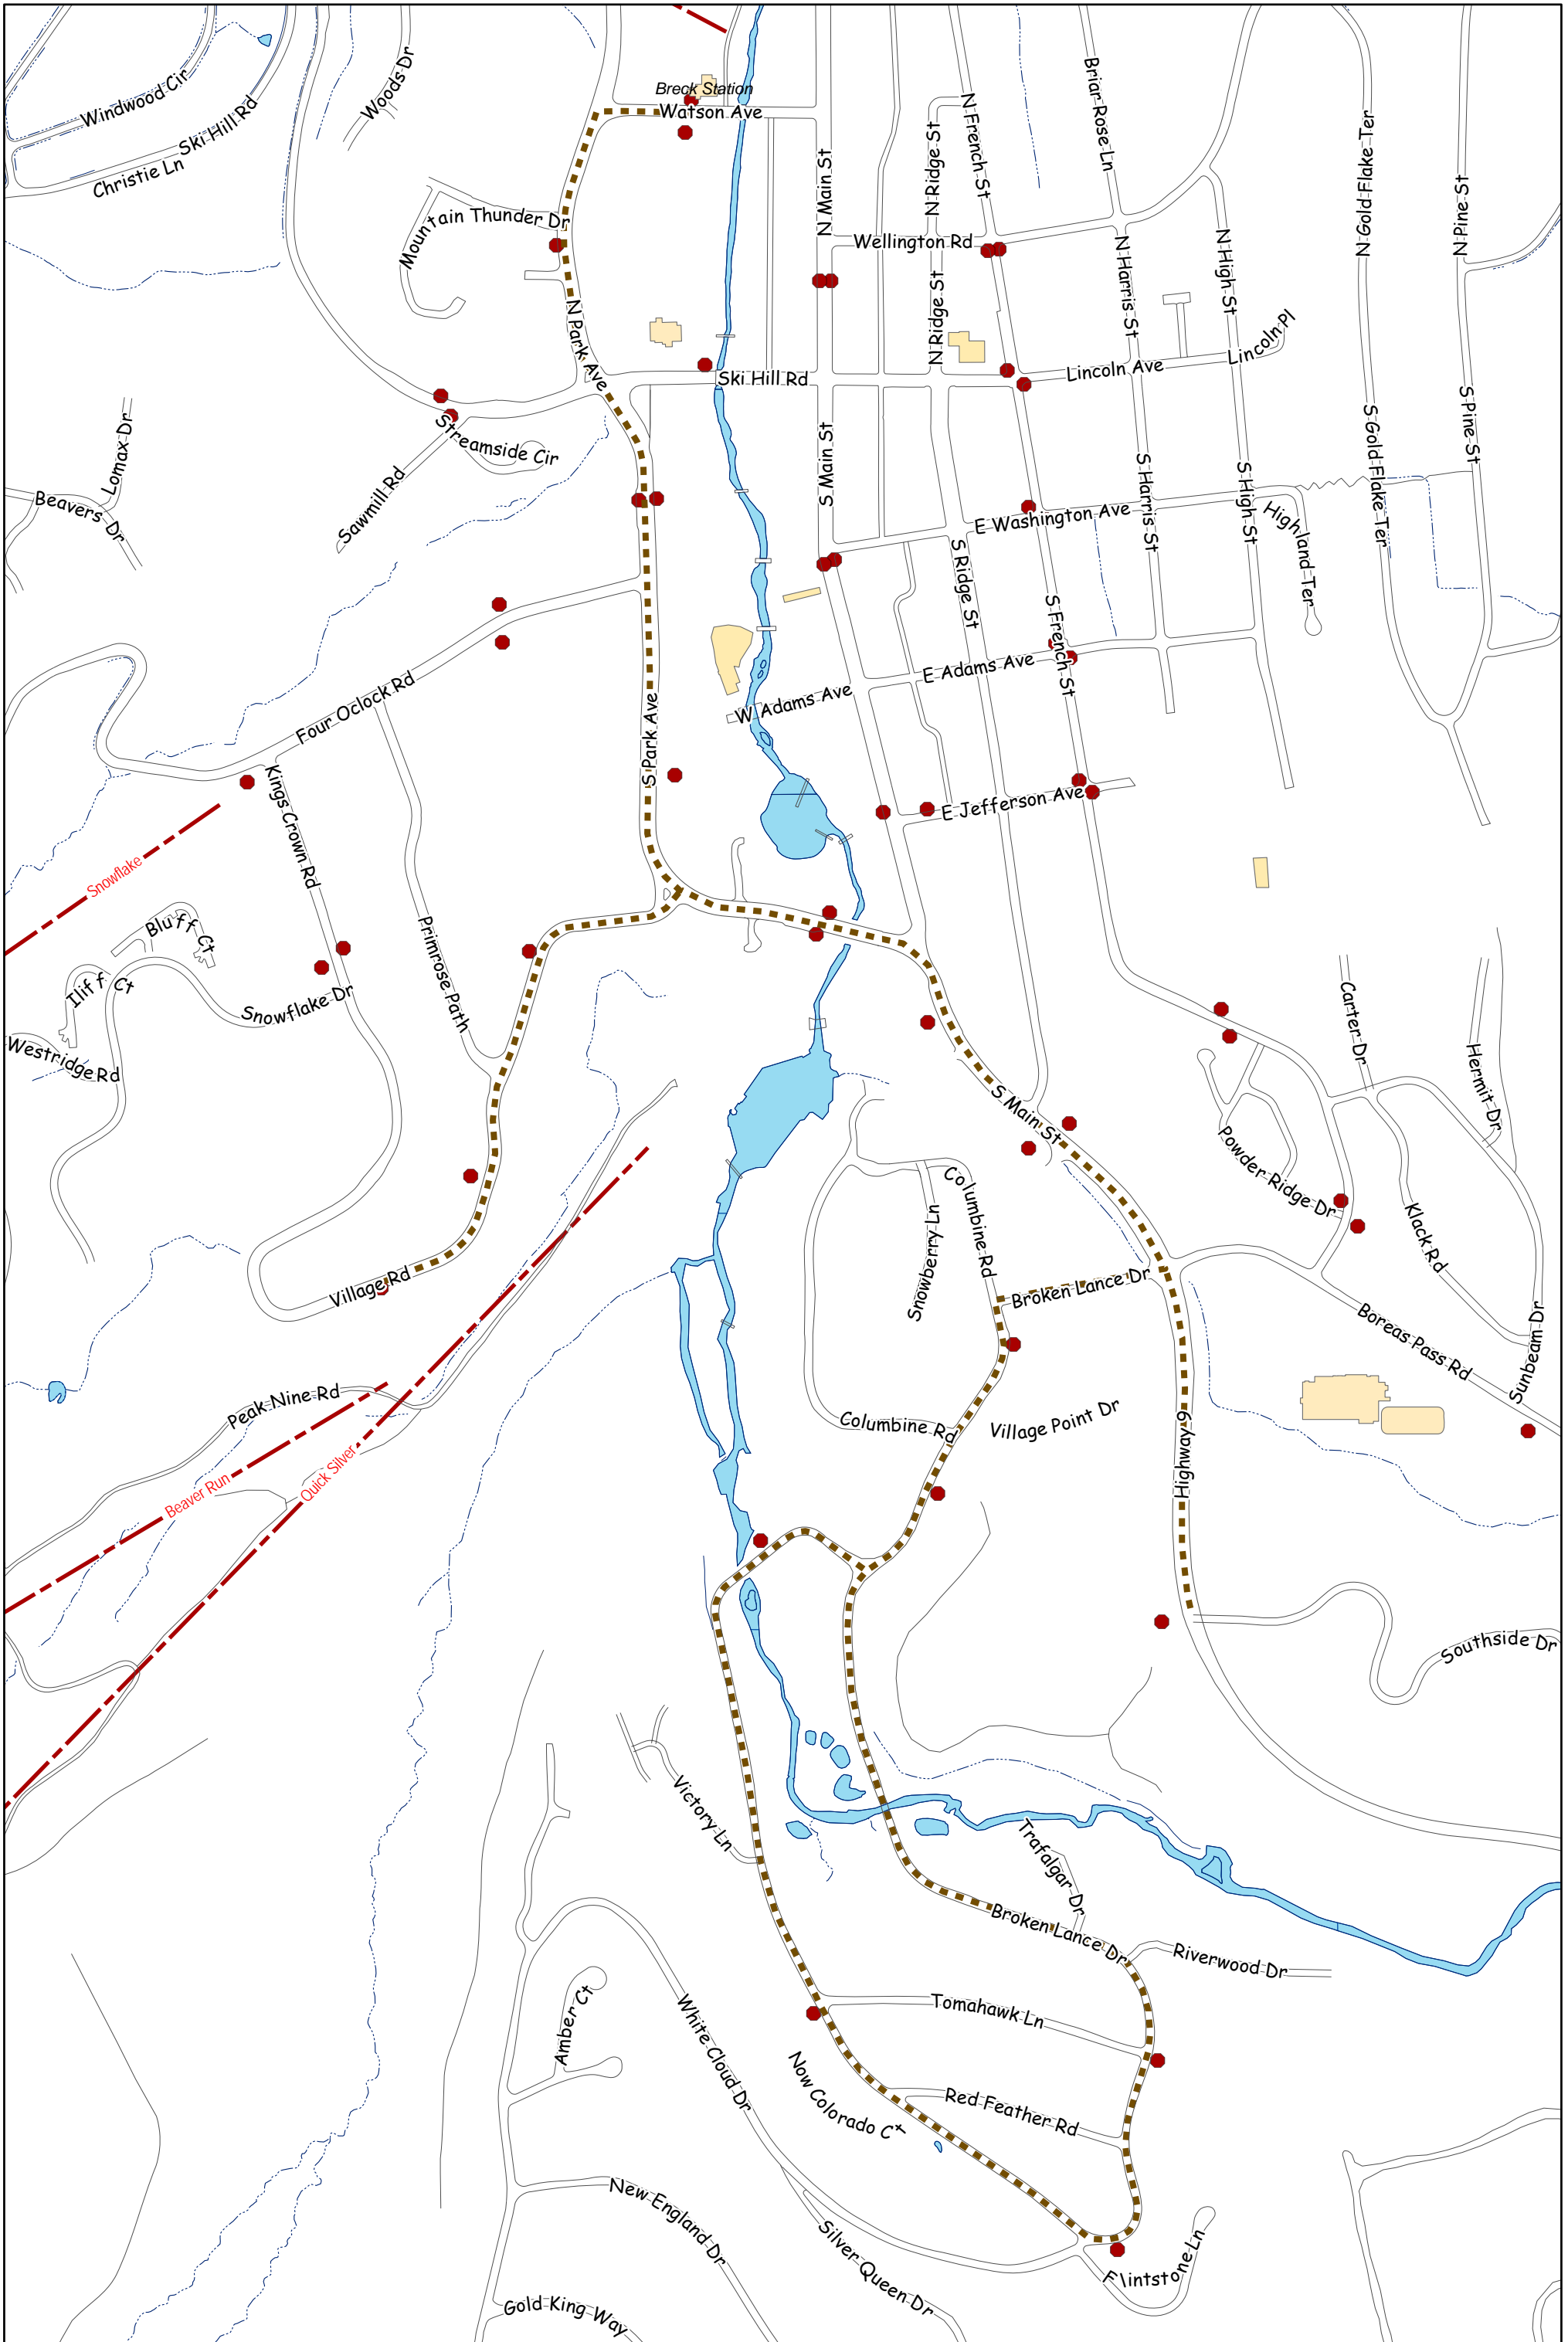 Breck Station
Watson Ave
Windwood Cir
Ski Hill Rd
Christie Ln
Woods Dr
Mountain Thunder Dr
N Park Ave
N Main St
N Ridge St
N French St
Briar Rose Ln
Wellington Rd
N Ridge St
N Harris St
N High St
N Gold Flake Ter
N Pine St
Ski Hill Rd
Lincoln Ave
Lincoln Pl
Streamside Cir
Sawmill Rd
Lomax Dr
Beavers Dr
S Main St
S Harris St
S High St
S Gold Flake Ter
S Pine St
E Washington Ave
Highland Ter
S Ridge St
S French St
E Adams Ave
W Adams Ave
Four Oclock Rd
S Park Ave
Kings Crown Rd
E Jefferson Ave
Snowflake
Bluff Ct
Iliff Ct
Snowflake Dr
Westridge Rd
Primrose Path
Carter Dr
Hermit Dr
S Main St
Powder Ridge Dr
Klack Rd
Columbine Rd
Snowberry Ln
Village Rd
Broken Lance Dr
Boreas Pass Rd
Sunbeam Dr
Peak Nine Rd
Columbine Rd
Village Point Dr
Highway 9
Beaver Run
Quick Silver
Southside Dr
Victory Ln
Trafalgar Dr
Broken Lance Dr
Riverwood Dr
Amber Ct
White Cloud Dr
Tomahawk Ln
Now Colorado Ct
Red Feather Rd
New England Dr
Silver Queen Dr
Flintstone Ln
Gold King Way